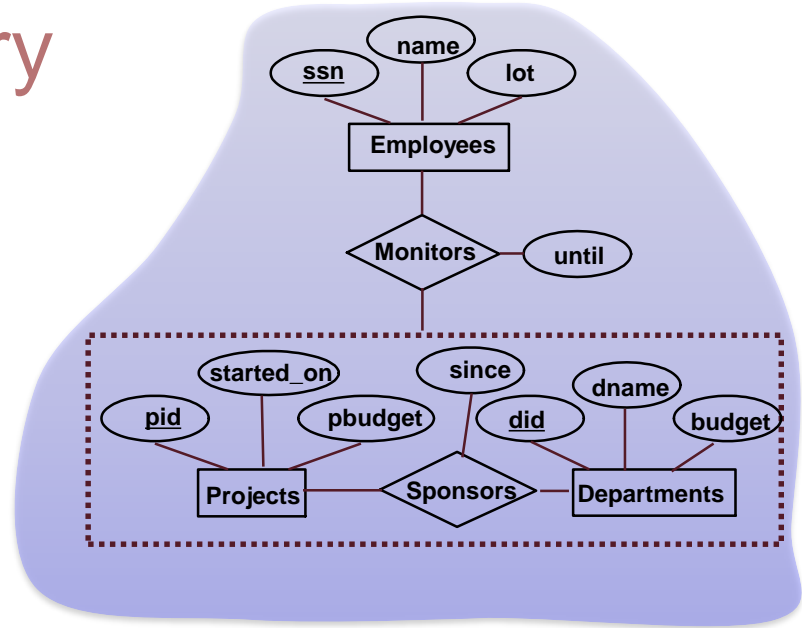 ry
name
ssn
lot
Employees
Monitors
until
started_on
since
dname
pid
pbudget
did
budget
Projects
Sponsors
Departments